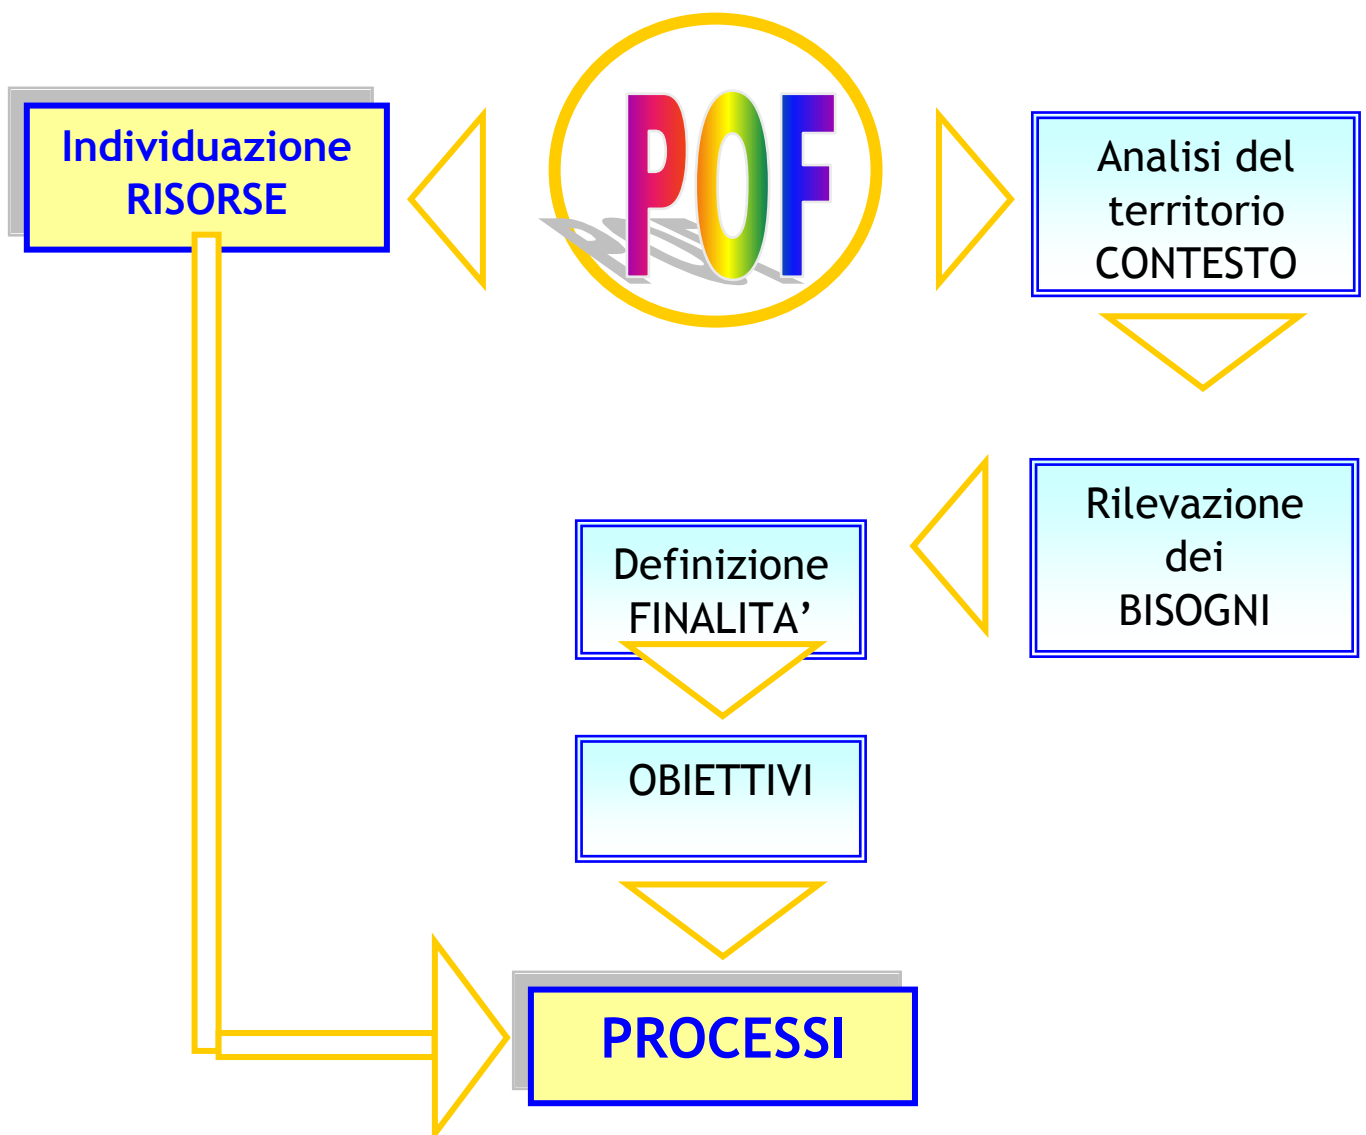 POF
Individuazione
RISORSE
Analisi del
territorio
CONTESTO
Rilevazione
dei
BISOGNI
Definizione
FINALITA’
OBIETTIVI
PROCESSI